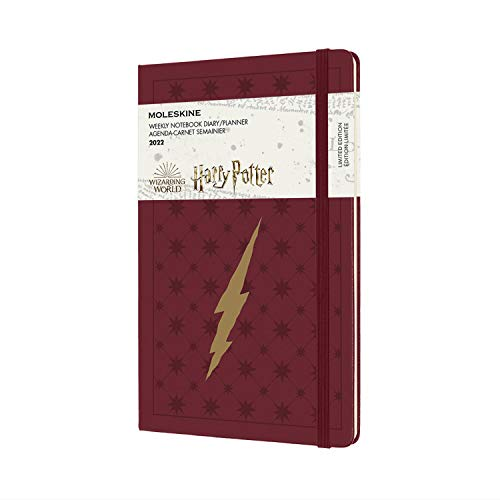 MOLESKINE
WEEKLY NOTEBOOK DIARY/PLANNER
AGENDA-CARNET SEMAINIER
2022
WIZARDING
WORLD
Harry Potter
LIMITED EDITION
ÉDITION LIMITÉE